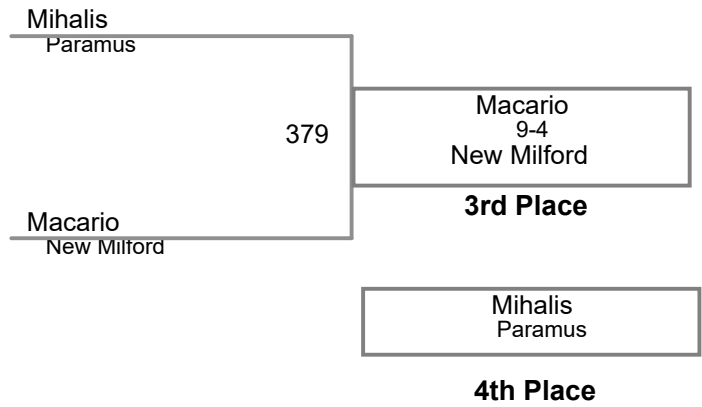 Mihalis
Paramus
379
Macario
9-4
New Milford
3rd Place
Macario
New Milford
Mihalis
Paramus
4th Place